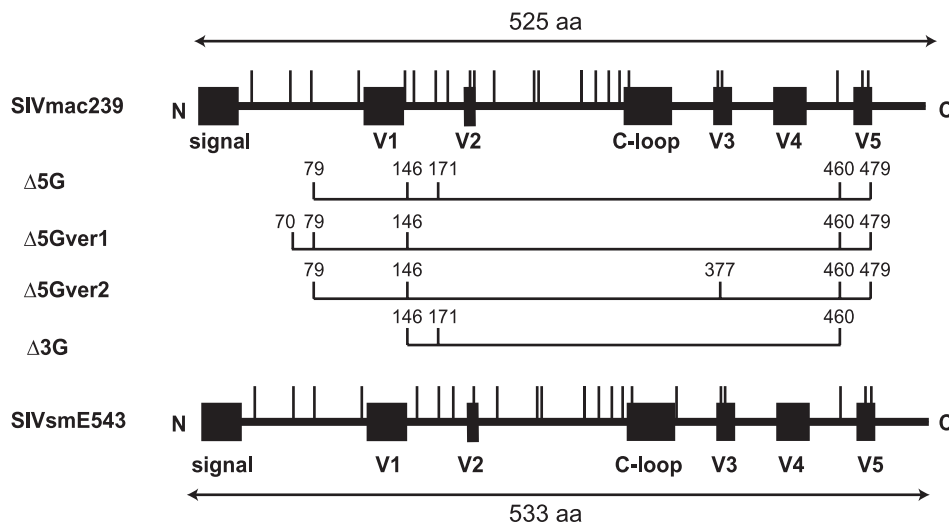 525 aa
SIVmac239 N C
signal V1 V2 C-loop V3 V4 V5
Δ5G 79 146 171 460 479
Δ5Gver1 70 79 146 460 479
Δ5Gver2 79 146 377 460 479
Δ3G 146 171 460
SIVsmE543 N C
signal V1 V2 C-loop V3 V4 V5
533 aa